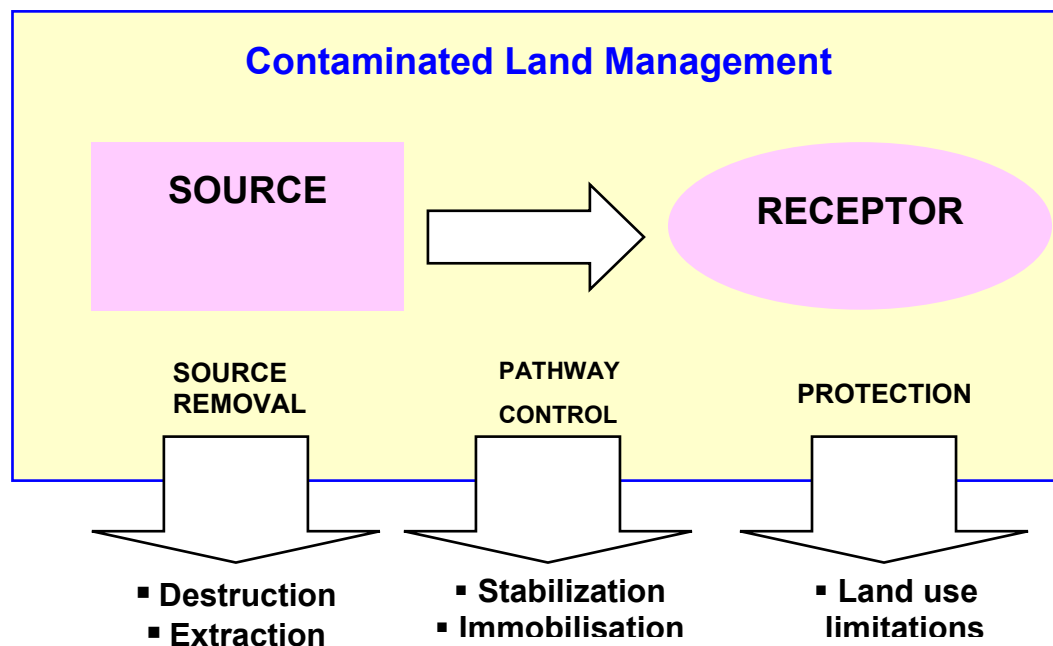 Contaminated Land Management
SOURCE
RECEPTOR
SOURCE
REMOVAL
PATHWAY
CONTROL
PROTECTION
▪ Destruction
▪ Extraction
▪ Stabilization
▪ Immobilisation
▪ Land use
limitations